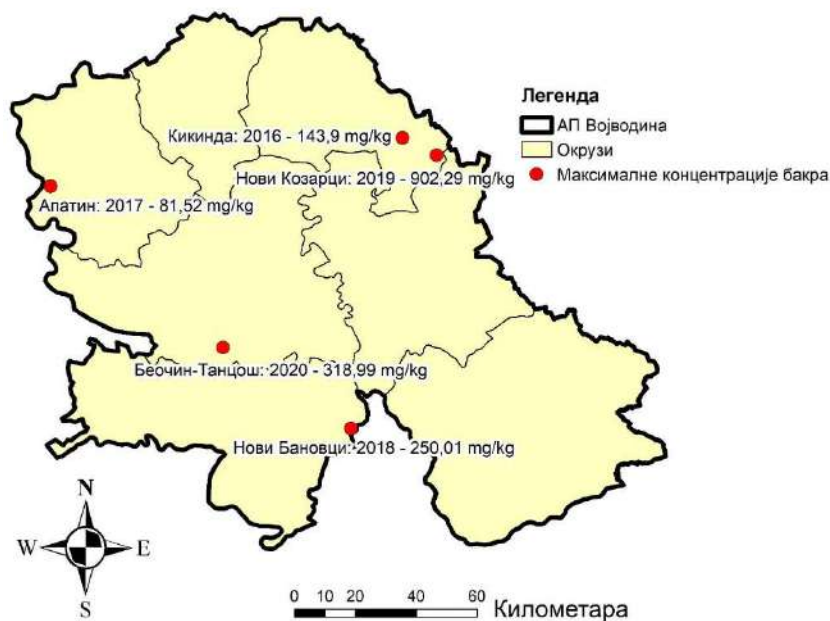 Легенда
АП Војводина
Окрузи
Максималне концентрације бакра
Кикинда: 2016 - 143,9 mg/kg
Нови Козарци: 2019 - 902,29 mg/kg
Апатин: 2017 - 81,52 mg/kg
Беочин-Танцош: 2020 - 318,99 mg/kg
Нови Бановци: 2018 - 250,01 mg/kg
N
W E
S
0 10 20 40 60
Километара